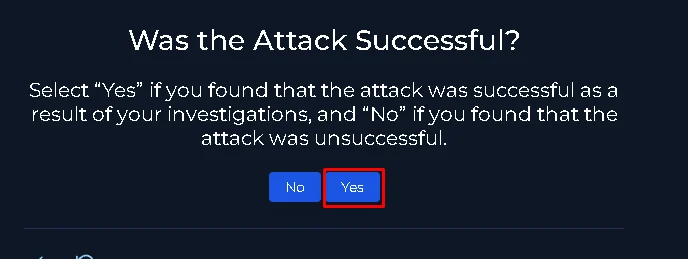 Was the Attack Successful?
Select “Yes” if you found that the attack was successful as a
result of your investigations, and “No” if you found that the
attack was unsuccessful.
No Yes